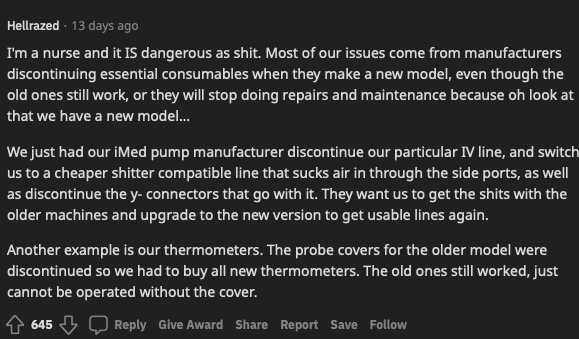 Hellrazed · 13 days ago
I'm a nurse and it IS dangerous as shit. Most of our issues come from manufacturers
discontinuing essential consumables when they make a new model, even though the
old ones still work, or they will stop doing repairs and maintenance because oh look at
that we have a new model...
We just had our iMed pump manufacturer discontinue our particular IV line, and switch
us to a cheaper shitter compatible line that sucks air in through the side ports, as well
as discontinue the y- connectors that go with it. They want us to get the shits with the
older machines and upgrade to the new version to get usable lines again.
Another example is our thermometers. The probe covers for the older model were
discontinued so we had to buy all new thermometers. The old ones still worked, just
cannot be operated without the cover.
645 Reply Give Award Share Report Save Follow